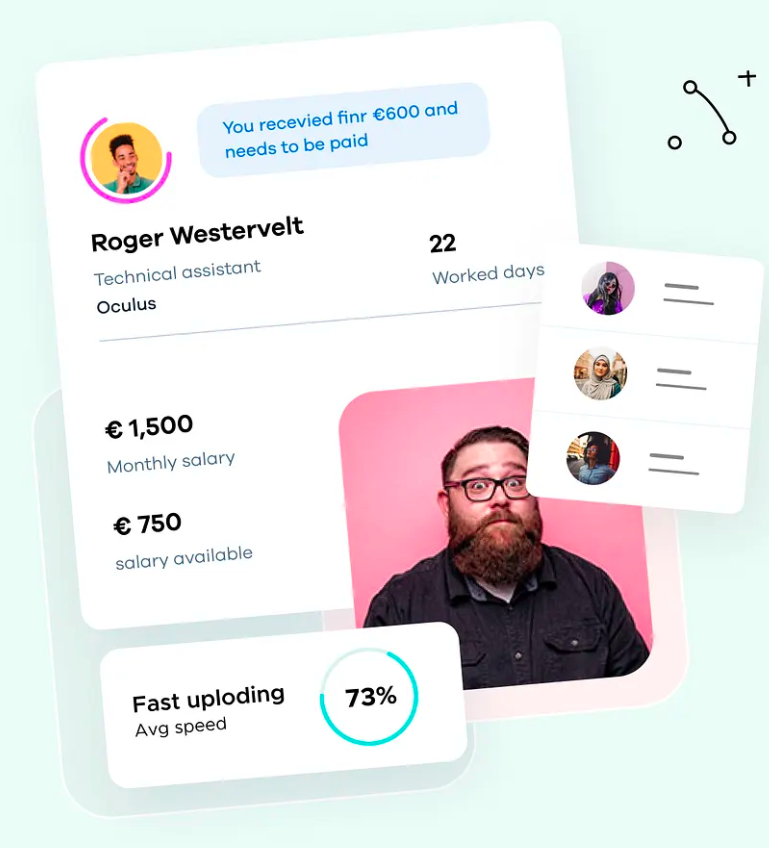 You recevied finr €600 and
needs to be paid
Roger Westervelt
Technical assistant
Oculus
22
Worked days
€ 1,500
Monthly salary
€ 750
salary available
Fast uploding
Avg speed
73%